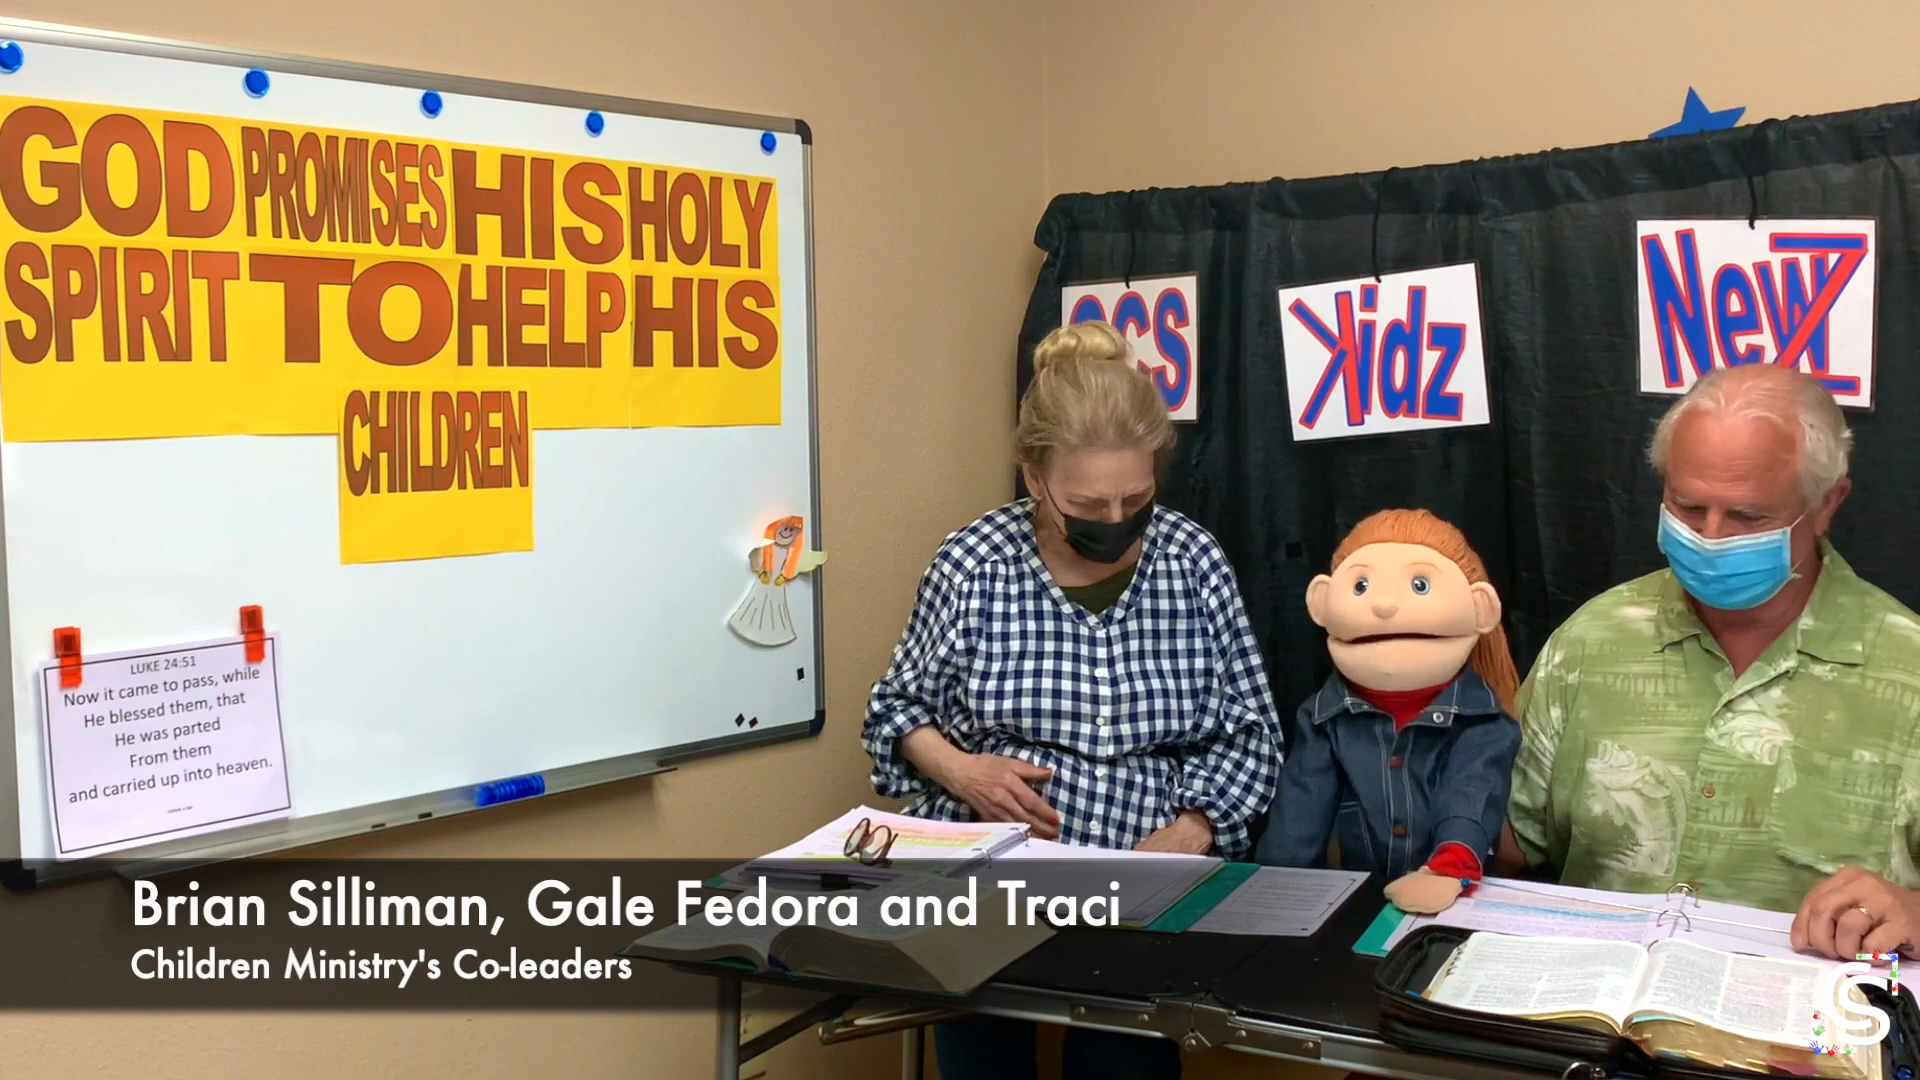 GOD PROMISES HIS HOLY
SPIRIT TO HELP HIS
CHILDREN
LUKE 24:51
Now it came to pass, while
He blessed them, that
He was parted
From them
and carried up into heaven.
Kidz
NewZ
Brian Silliman, Gale Fedora and Traci
Children Ministry's Co-leaders